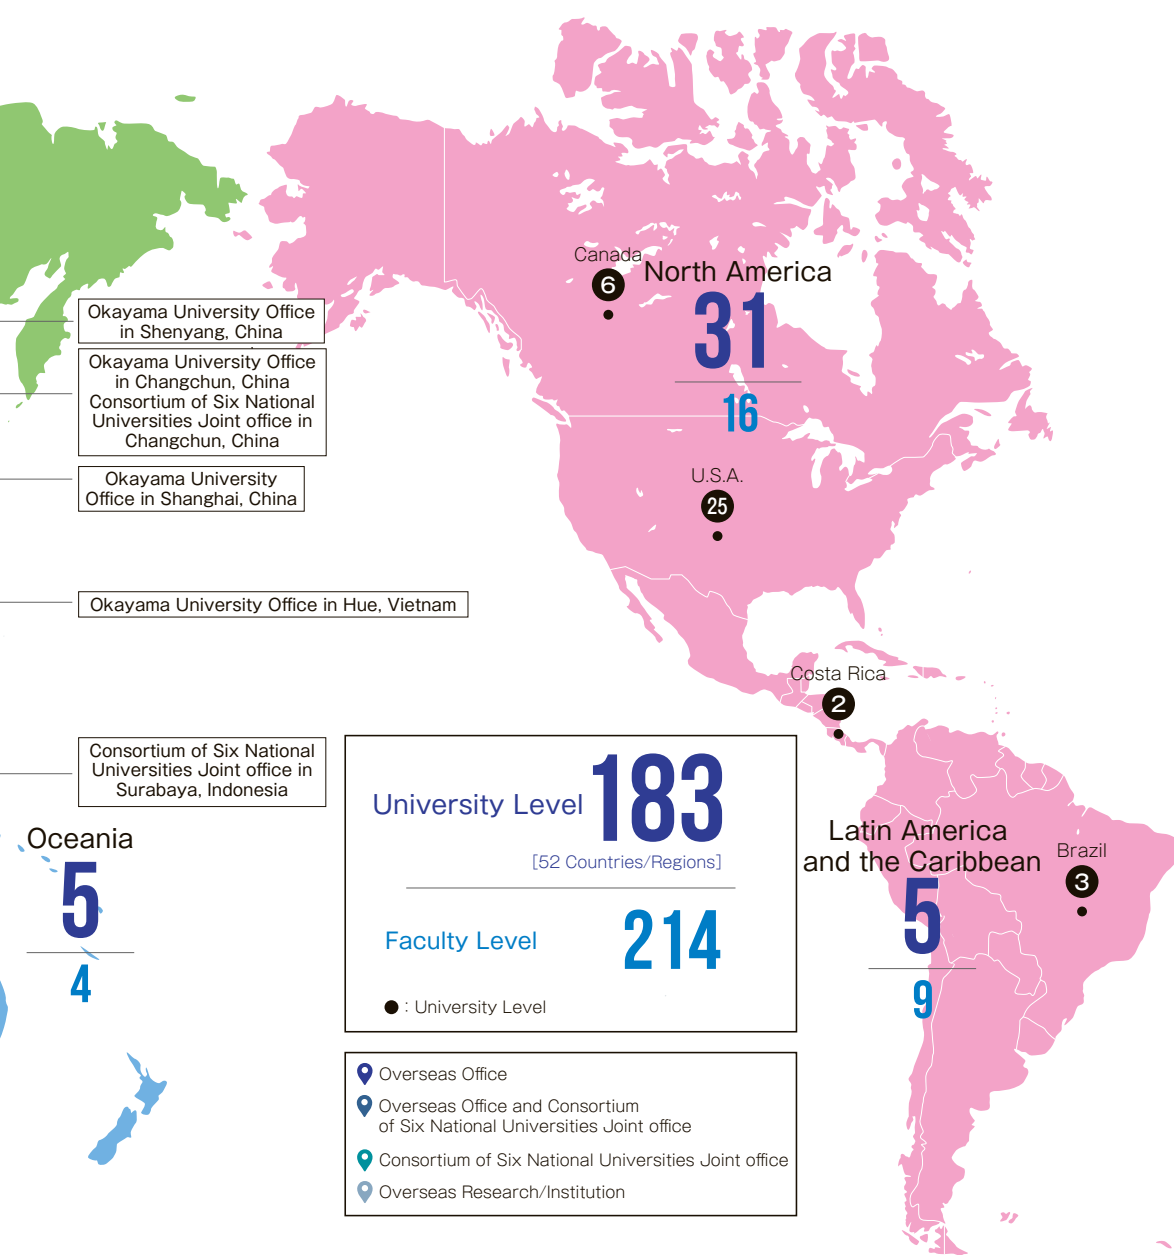 Canada
6
North America
31
16
Okayama University Office
in Shenyang, China
Okayama University Office
in Changchun, China
Consortium of Six National
Universities Joint office in
Changchun, China
Okayama University
Office in Shanghai, China
U.S.A.
25
Okayama University Office in Hue, Vietnam
Costa Rica
2
Consortium of Six National
Universities Joint office in
Surabaya, Indonesia
Oceania
5
4
University Level 183
[52 Countries/Regions]
Faculty Level 214
● : University Level
Latin America
and the Caribbean
5
9
Brazil
3
Overseas Office
Overseas Office and Consortium
of Six National Universities Joint office
Consortium of Six National Universities Joint office
Overseas Research/Institution